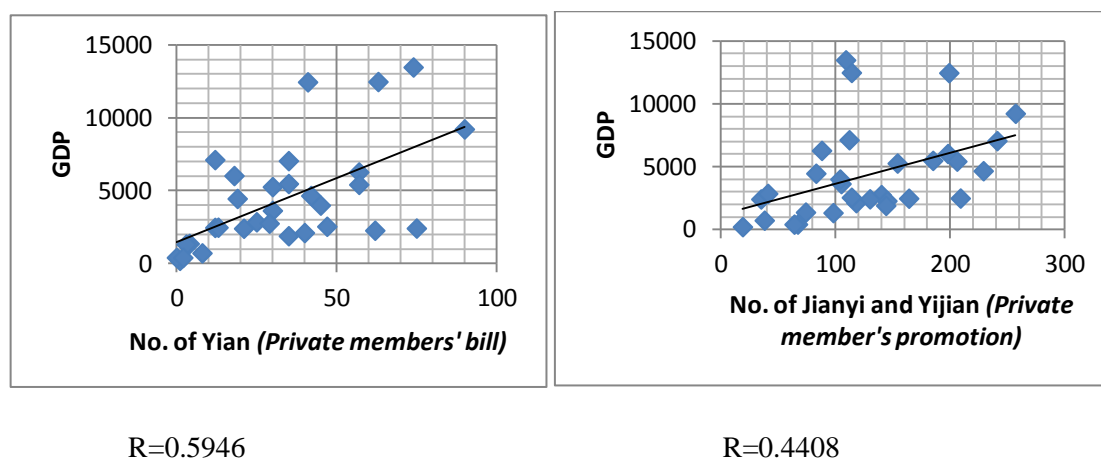 15000
10000
5000
0
GDP
0 50 100
No. of Yian (Private members' bill)
R=0.5946
15000
10000
5000
0
GDP
0 100 200 300
No. of Jianyi and Yijian (Private
member's promotion)
R=0.4408